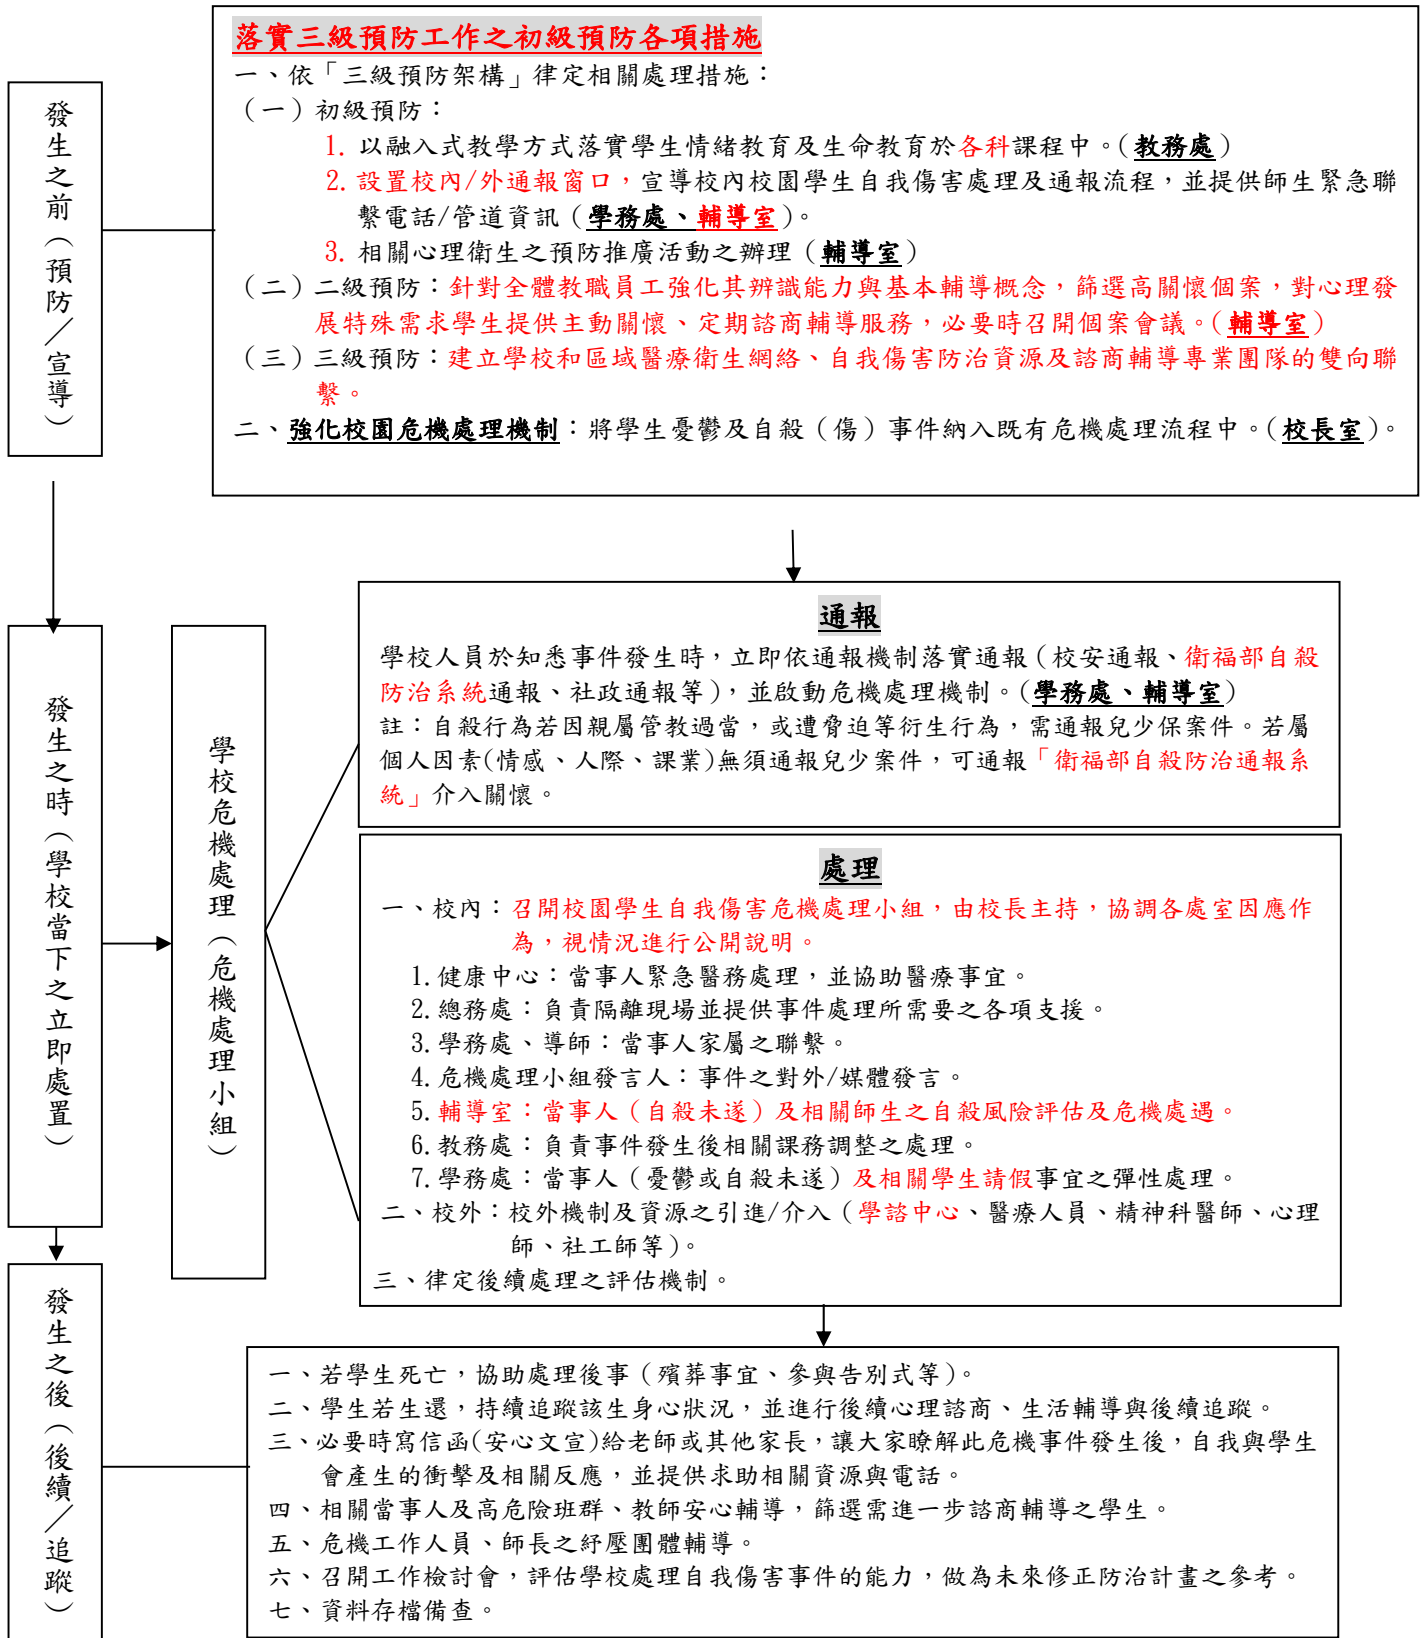 落實三級預防工作之初級預防各項措施
一、依「三級預防架構」律定相關處理措施：
（一）初級預防：
1. 以融入式教學方式落實學生情緒教育及生命教育於各科課程中。(教務處)
2. 設置校內/外通報窗口，宣導校內校園學生自我傷害處理及通報流程，並提供師生緊急聯
繫電話/管道資訊（學務處、輔導室）。
3. 相關心理衛生之預防推廣活動之辦理（輔導室）
（二）二級預防：針對全體教職員工強化其辨識能力與基本輔導概念，篩選高關懷個案，對心理發
展特殊需求學生提供主動關懷、定期諮商輔導服務，必要時召開個案會議。(輔導室)
（三）三級預防：建立學校和區域醫療衛生網絡、自我傷害防治資源及諮商輔導專業團隊的雙向聯
繫。
二、強化校園危機處理機制：將學生憂鬱及自殺（傷）事件納入既有危機處理流程中。(校長室)。
發生之前（預防／宣導）
通報
學校人員於知悉事件發生時，立即依通報機制落實通報（校安通報、衛福部自殺
防治系統通報、社政通報等），並啟動危機處理機制。(學務處、輔導室)
註：自殺行為若因親屬管教過當，或遭脅迫等衍生行為，需通報兒少保案件。若屬
個人因素(情感、人際、課業)無須通報兒少案件，可通報「衛福部自殺防治通報系
統」介入關懷。
發生之時（學校當下之立即處置）
學校危機處理（危機處理小組）
處理
一、校內：召開校園學生自我傷害危機處理小組，由校長主持，協調各處室因應作
為，視情況進行公開說明。
1.健康中心：當事人緊急醫務處理，並協助醫療事宜。
2.總務處：負責隔離現場並提供事件處理所需要之各項支援。
3.學務處、導師：當事人家屬之聯繫。
4.危機處理小組發言人：事件之對外/媒體發言。
5.輔導室：當事人（自殺未遂）及相關師生之自殺風險評估及危機處遇。
6.教務處：負責事件發生後相關課務調整之處理。
7.學務處：當事人（憂鬱或自殺未遂）及相關學生請假事宜之彈性處理。
二、校外：校外機制及資源之引進/介入（學諮中心、醫療人員、精神科醫師、心理
師、社工師等）。
三、律定後續處理之評估機制。
發生之後（後續／追蹤）
一、若學生死亡，協助處理後事（殯葬事宜、參與告別式等）。
二、學生若生還，持續追蹤該生身心狀況，並進行後續心理諮商、生活輔導與後續追蹤。
三、必要時寫信函(安心文宣)給老師或其他家長，讓大家瞭解此危機事件發生後，自我與學生
會產生的衝擊及相關反應，並提供求助相關資源與電話。
四、相關當事人及高危險班群、教師安心輔導，篩選需進一步諮商輔導之學生。
五、危機工作人員、師長之紓壓團體輔導。
六、召開工作檢討會，評估學校處理自我傷害事件的能力，做為未來修正防治計畫之參考。
七、資料存檔備查。